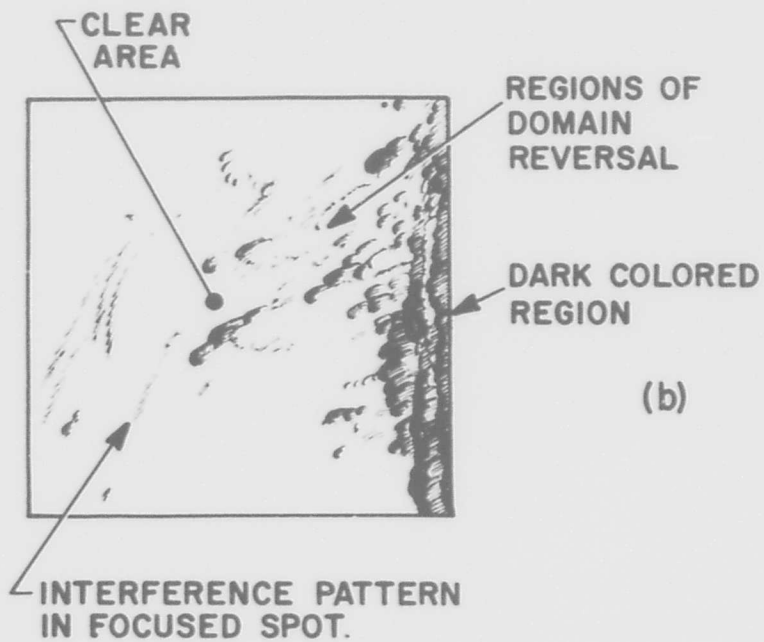 CLEAR
AREA
REGIONS OF
DOMAIN
REVERSAL
DARK COLORED
REGION
(b)
INTERFERENCE PATTERN
IN FOCUSED SPOT.